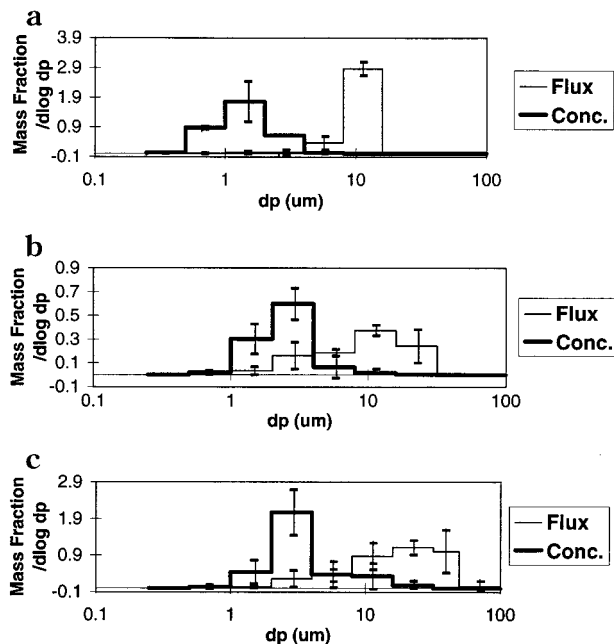 a
Mass Fraction
/dlog dp
3.9
2.9
1.9
0.9
-0.1
0.1
1
10
100
dp (um)
Flux
Conc.
b
Mass Fraction
/dlog dp
0.9
0.7
0.5
0.3
0.1
-0.1
0.1
1
10
100
dp (um)
Flux
Conc.
c
Mass Fraction
/dlog dp
2.9
1.9
0.9
-0.1
0.1
1
10
100
dp (um)
Flux
Conc.